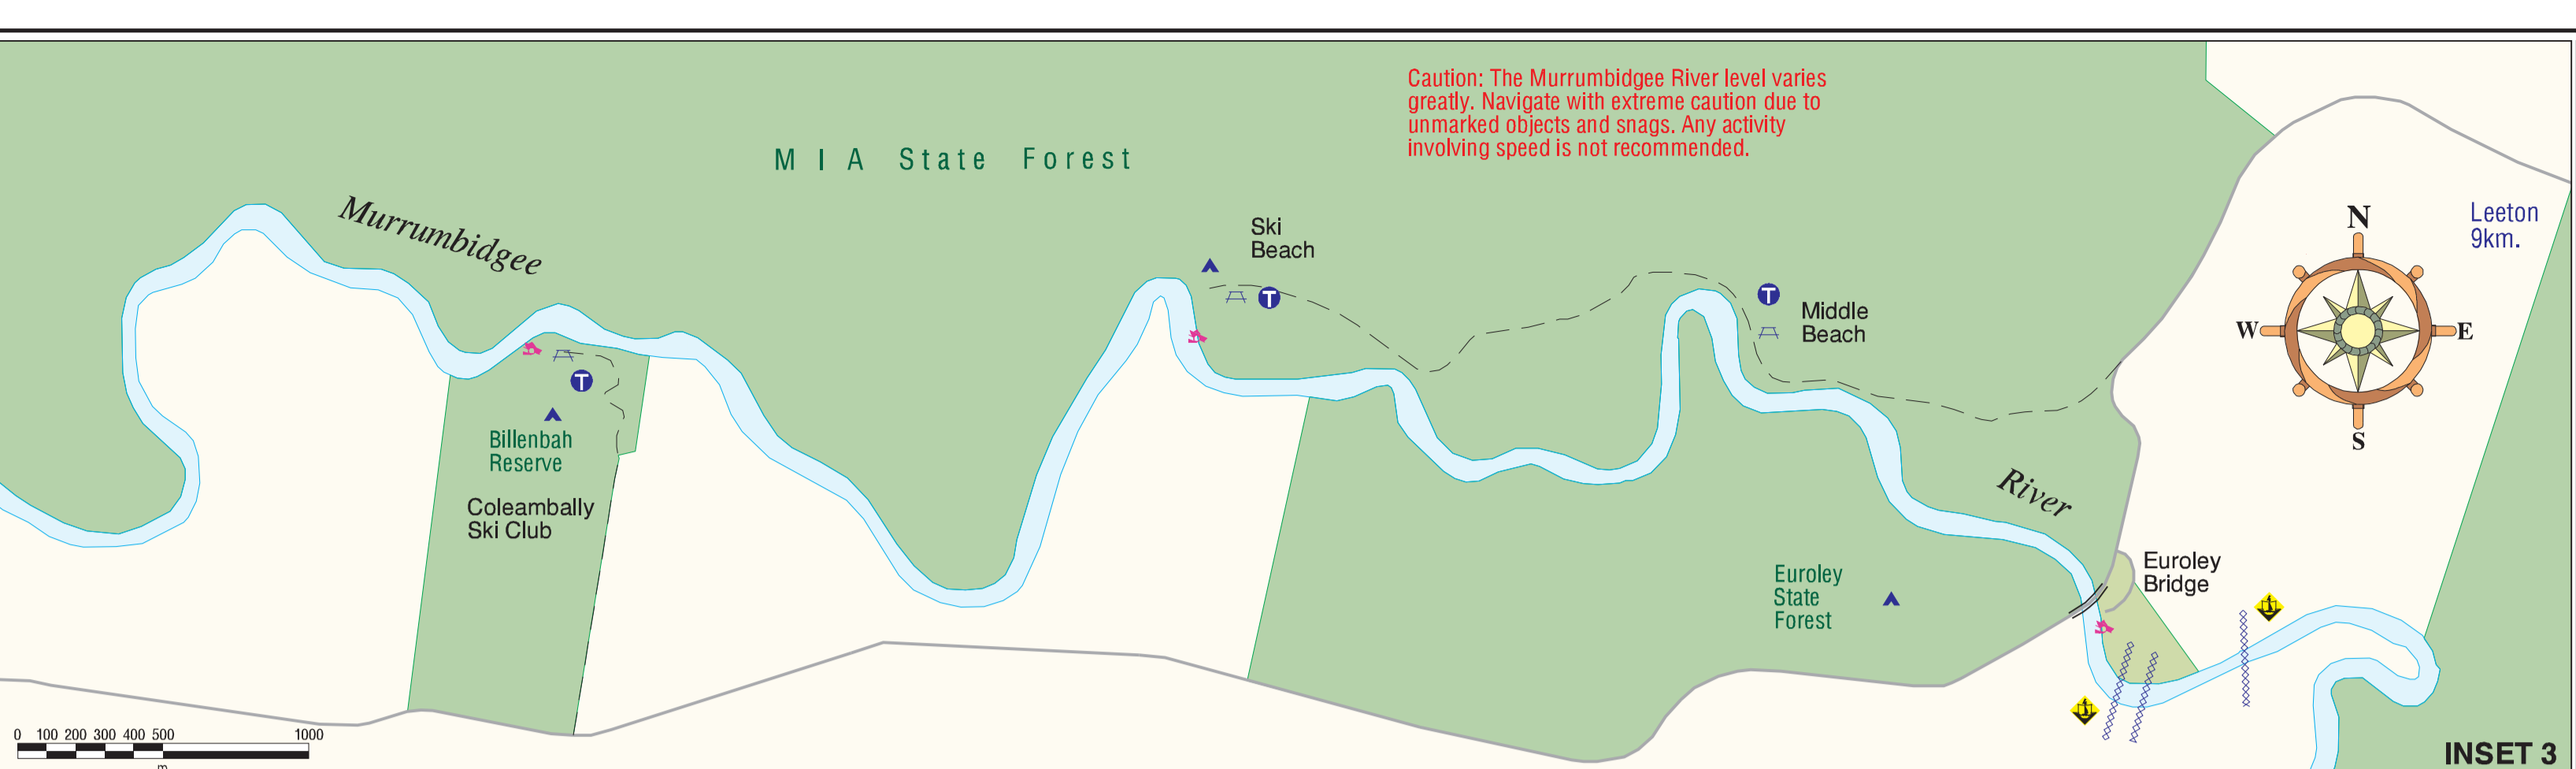 Caution: The Murrumbidgee River level varies
greatly. Navigate with extreme caution due to
unmarked objects and snags. Any activity
involving speed is not recommended.
M I A State Forest
Murrumbidgee
Ski
Beach
T
Middle
Beach
T
N
W
E
S
Leeton
9km.
T
Billenbah
Reserve
Coleambally
Ski Club
River
Euroley
State
Forest
Euroley
Bridge
0 100 200 300 400 500 1000
m
INSET 3